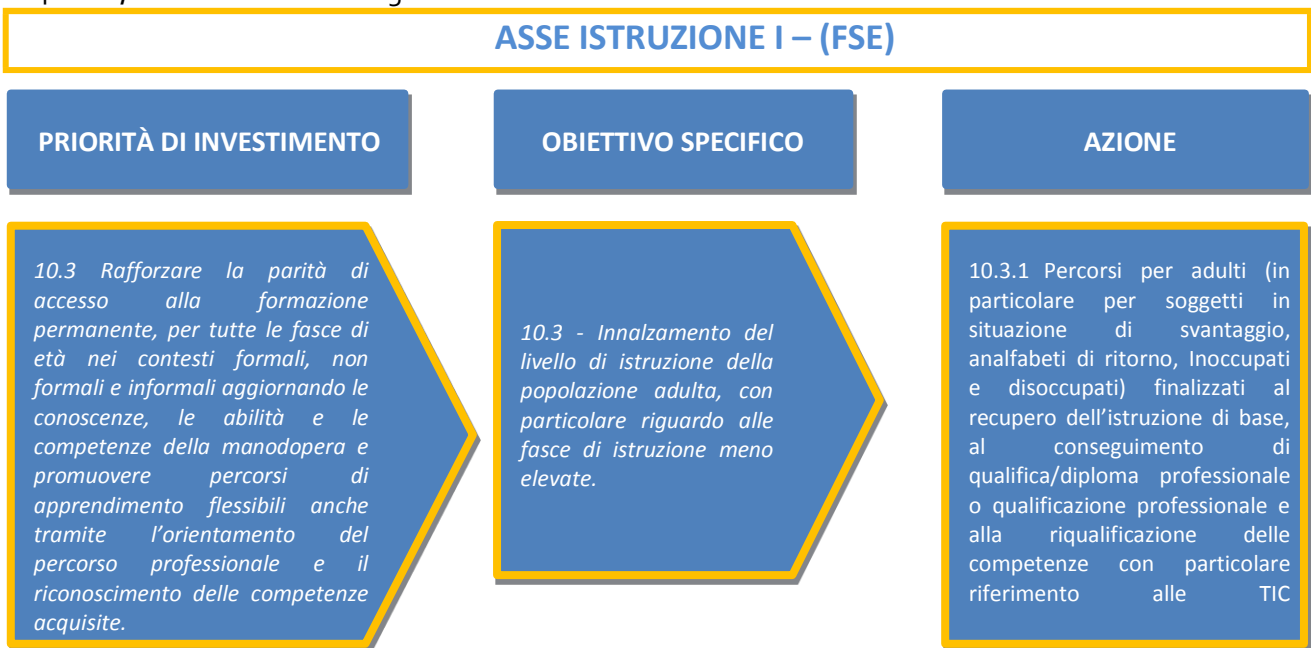 ASSE ISTRUZIONE I – (FSE)
PRIORITÀ DI INVESTIMENTO
OBIETTIVO SPECIFICO
AZIONE
10.3 Rafforzare la parità di
accesso alla formazione
permanente, per tutte le fasce di
età nei contesti formali, non
formali e informali aggiornando le
conoscenze, le abilità e le
competenze della manodopera e
promuovere percorsi di
apprendimento flessibili anche
tramite l'orientamento del
percorso professionale e il
riconoscimento delle competenze
acquisite.
10.3 - Innalzamento del
livello di istruzione della
popolazione adulta, con
particolare riguardo alle
fasce di istruzione meno
elevate.
10.3.1 Percorsi per adulti (in
particolare per soggetti in
situazione di svantaggio,
analfabeti di ritorno, Inoccupati
e disoccupati) finalizzati al
recupero dell'istruzione di base,
al conseguimento di
qualifica/diploma professionale
o qualificazione professionale e
alla riqualificazione delle
competenze con particolare
riferimento alle TIC